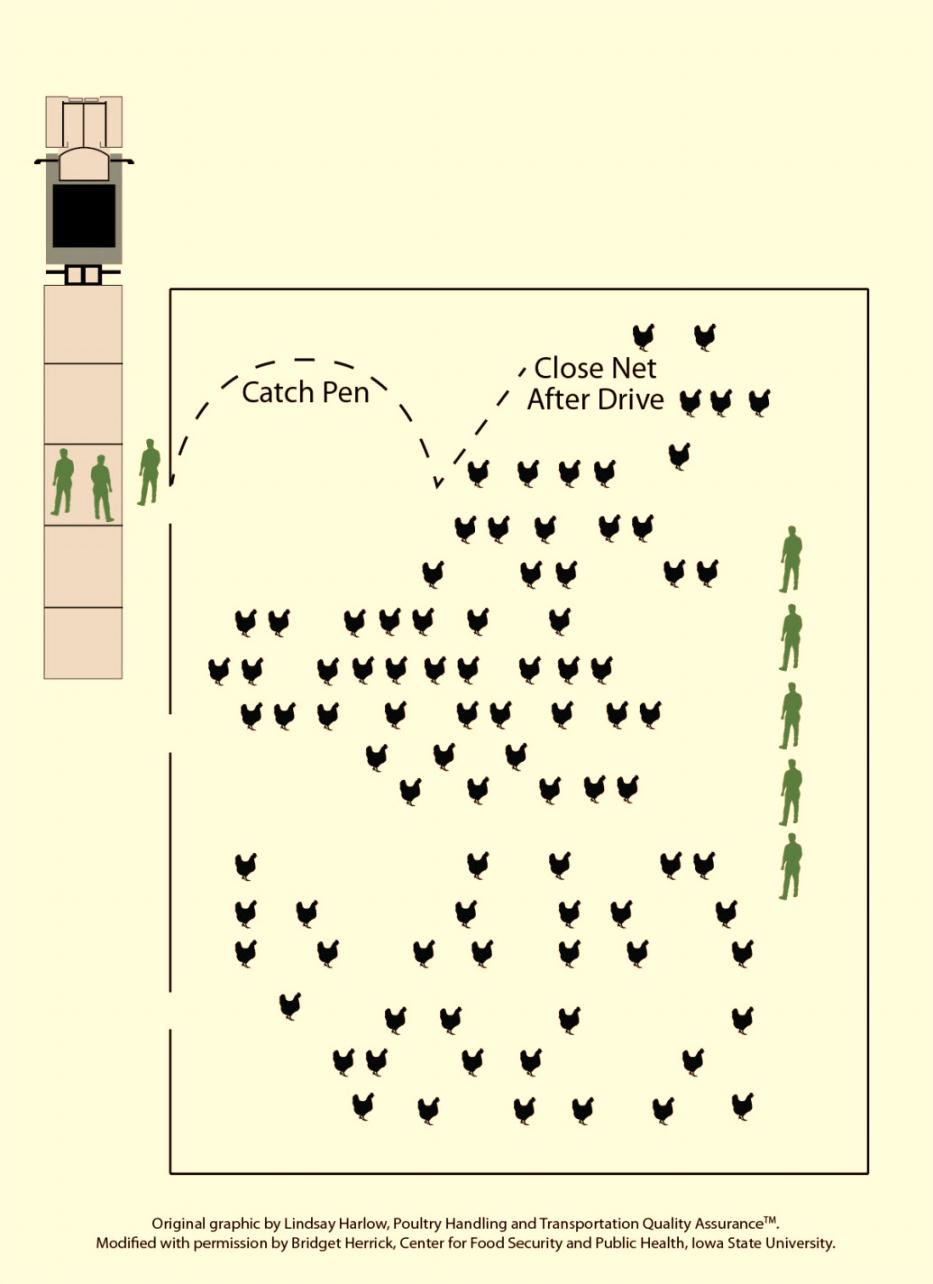 Close Net
After Drive
Catch Pen
Original graphic by Lindsay Harlow, Poultry Handling and Transportation Quality Assurance™.
Modified with permission by Bridget Herrick, Center for Food Security and Public Health, Iowa State University.